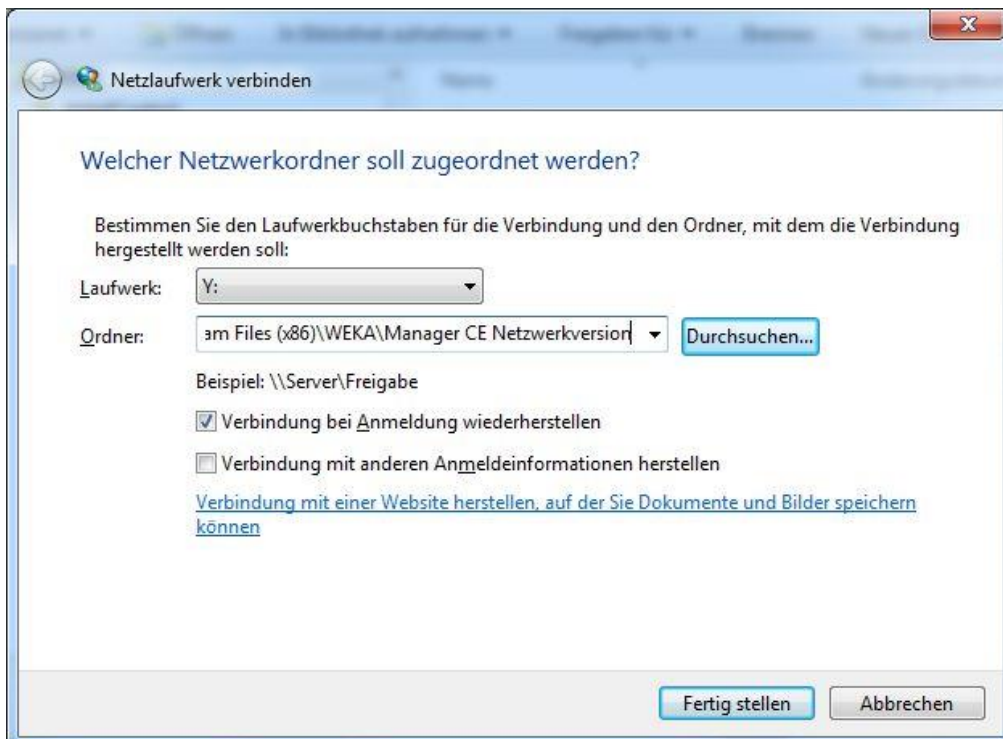 Netzlaufwerk verbinden
Welcher Netzwerkordner soll zugeordnet werden?
Bestimmen Sie den Laufwerkbuchstaben für die Verbindung und den Ordner, mit dem die Verbindung
hergestellt werden soll:
Laufwerk: Y:
Ordner: am Files (x86)\WEKA\Manager CE Netzwerkversion Durchsuchen...
Beispiel: \\Server\Freigabe
Verbindung bei Anmeldung wiederherstellen
Verbindung mit anderen Anmeldeinformationen herstellen
Verbindung mit einer Website herstellen, auf der Sie Dokumente und Bilder speichern
können
Fertig stellen Abbrechen